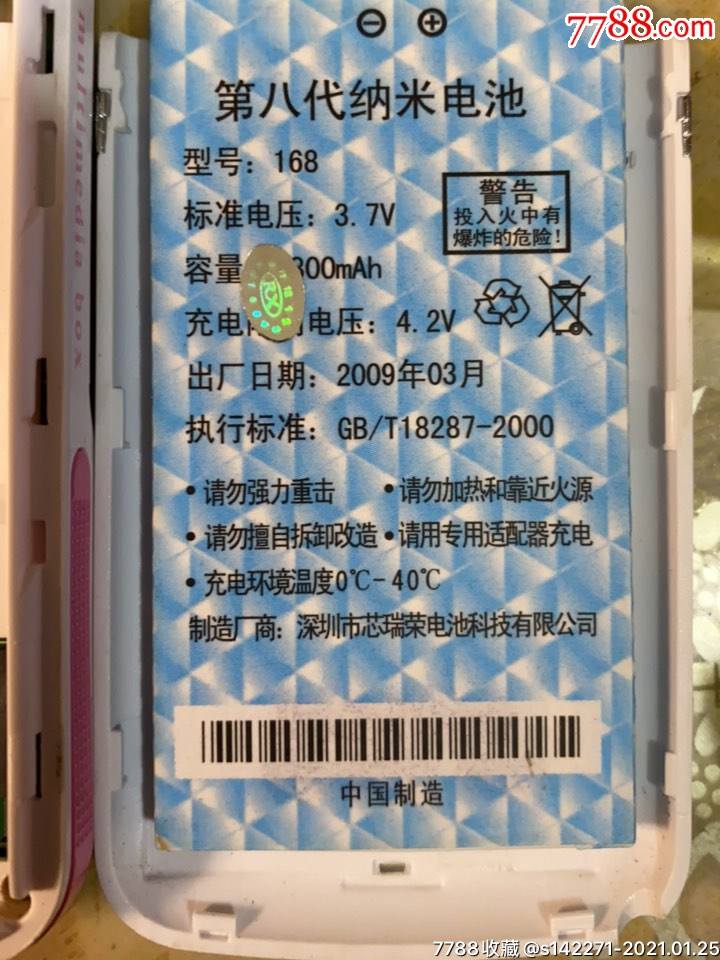 7788.com
⊖ ⊕
第八代纳米电池
型号：168
标准电压：3.7V
警告
投入火中有
爆炸的危险！
容量 300mAh
充电 电压：4.2V
出厂日期：2009年03月
执行标准：GB/T18287-2000
•请勿强力重击 •请勿加热和靠近火源
•请勿擅自拆卸改造 •请用专用适配器充电
•充电环境温度0℃-40℃
制造厂商：深圳市芯瑞荣电池科技有限公司
中国制造
multimedia box
7788收藏 @s142271-2021.01.25